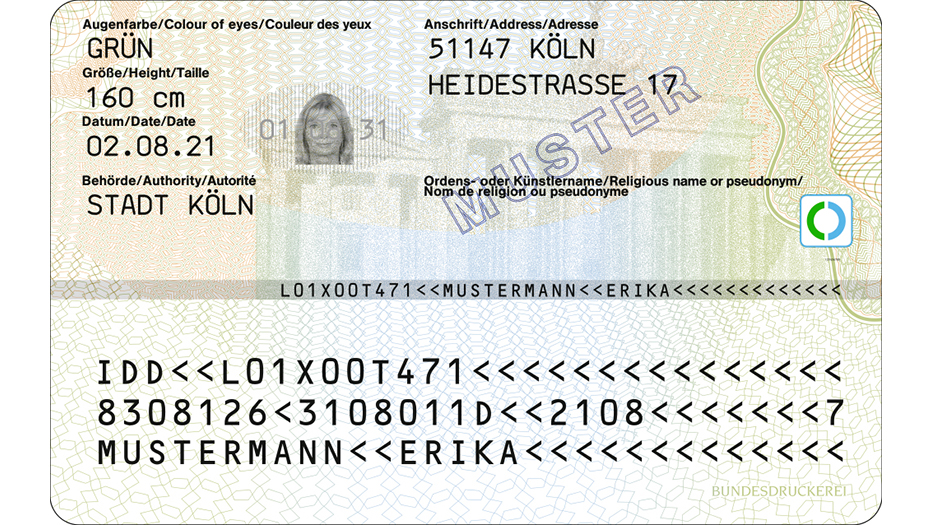 Augenfarbe/Colour of eyes/Couleur des yeux
GRÜN
Größe/Height/Taille
160 cm
Datum/Date/Date
02.08.21
Behörde/Authority/Autorité
STADT KÖLN
01 31
Anschrift/Address/Adresse
51147 KÖLN
HEIDESTRASSE 17
MUSTER
Ordens- oder Künstlername/Religious name or pseudonym/
Nom de religion ou pseudonyme
L01X00T471<<MUSTERMANN<<ERIKA<<<<<<<<<<<<<
IDD<<L01X00T471<<<<<<<<<<<<<<<
8308126<3108011D<<2108<<<<<<<7
MUSTERMANN<<ERIKA<<<<<<<<<<<<<
BUNDESDRUCKEREI